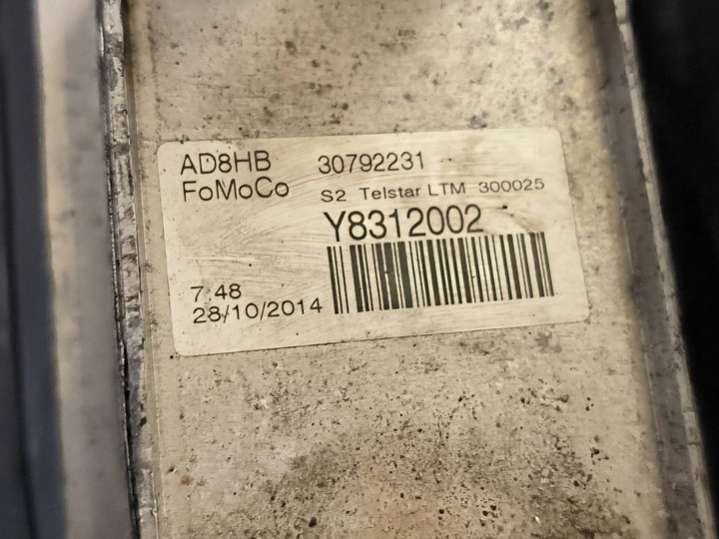 AD8HB 30792231
FoMoCo S2 Telstar LTM 300025
Y8312002
7:48
28/10/2014